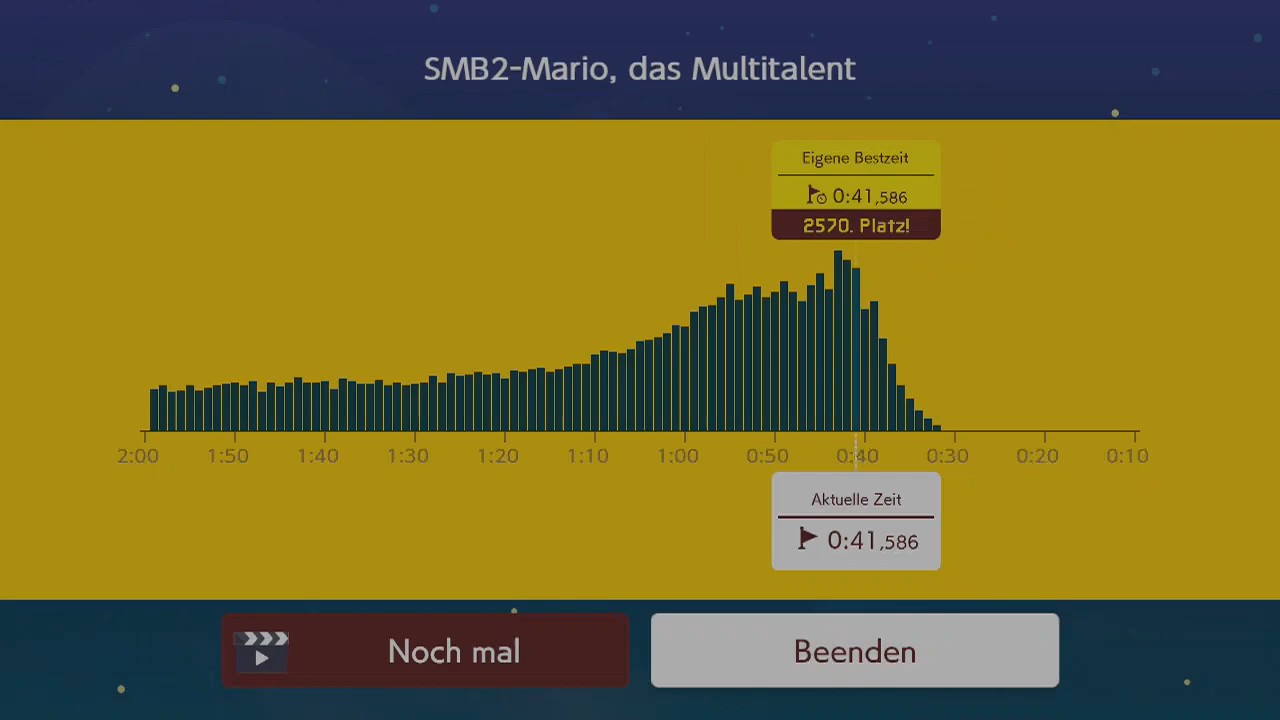 SMB2-Mario, das Multitalent
Eigene Bestzeit
0:41,586
2570. Platz!
2:00 1:50 1:40 1:30 1:20 1:10 1:00 0:50 0:40 0:30 0:20 0:10
Aktuelle Zeit
0:41,586
Noch mal
Beenden